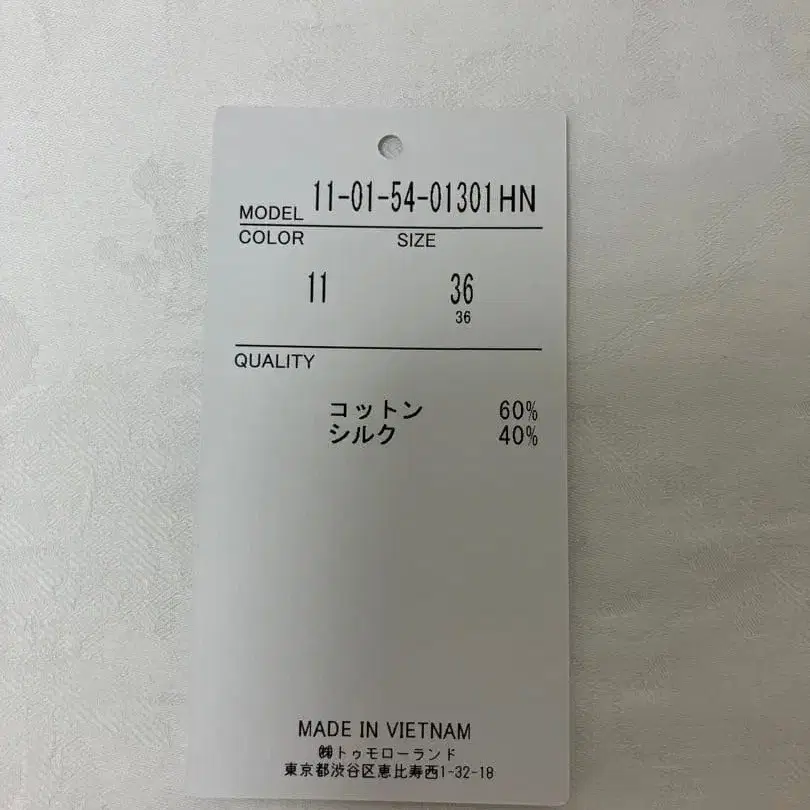 MODEL 11-01-54-01301HN
COLOR SIZE
11 36
36
QUALITY
コットン 60%
シルク 40%
MADE IN VIETNAM
㈱トゥモローランド
東京都渋谷区恵比寿西1-32-18